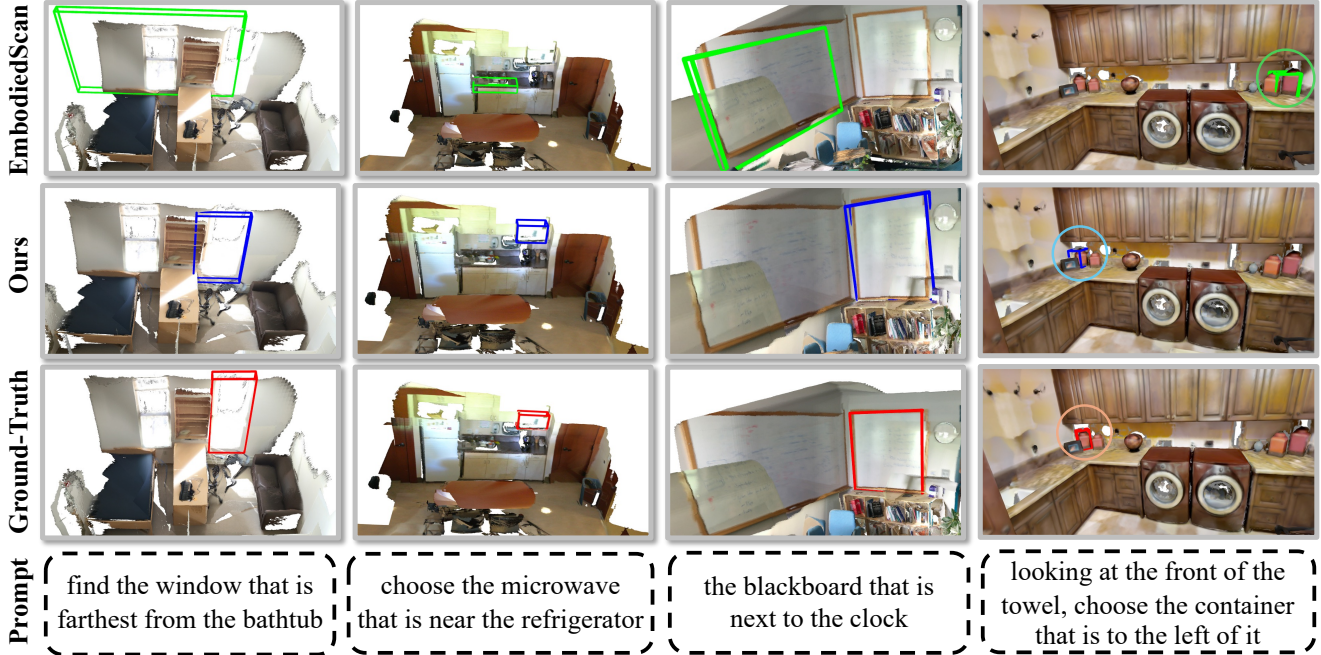 EmbodiedScan
Ours
Ground-Truth
Prompt
find the window that is
farthest from the bathtub
choose the microwave
that is near the refrigerator
the blackboard that is
next to the clock
looking at the front of the
towel, choose the container
that is to the left of it